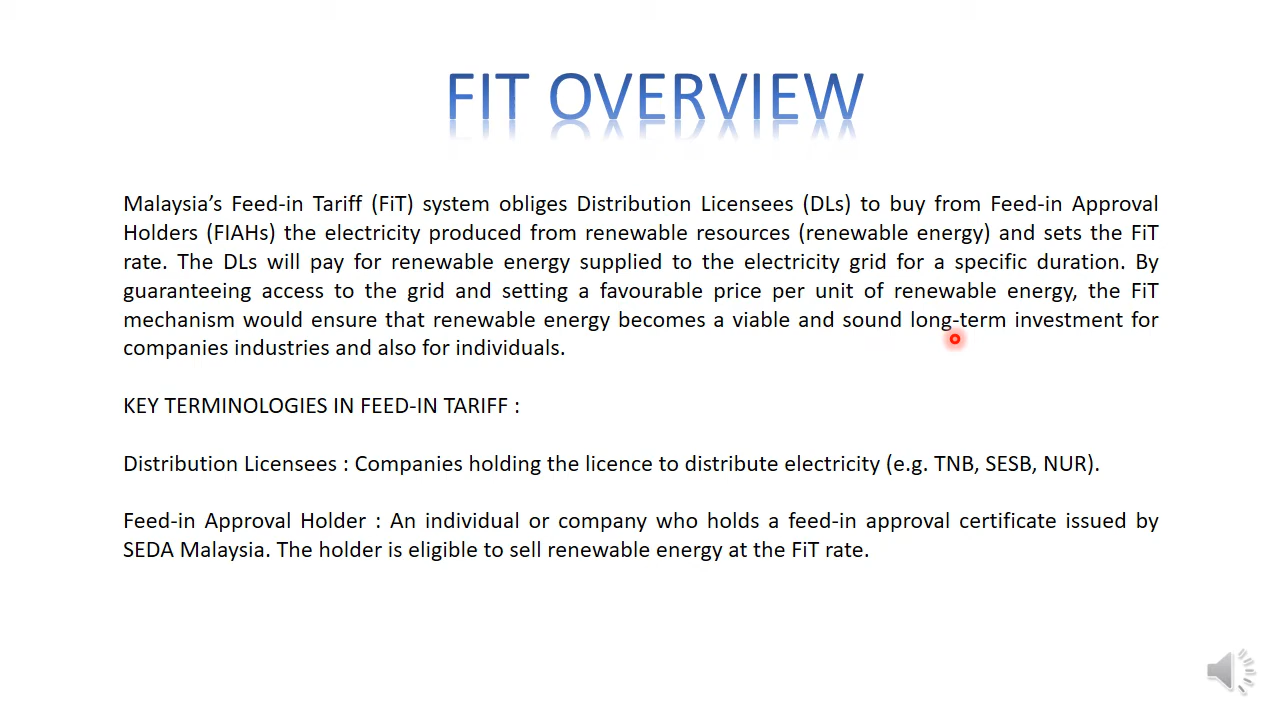 FIT OVERVIEW
Malaysia’s Feed-in Tariff (FiT) system obliges Distribution Licensees (DLs) to buy from Feed-in Approval
Holders (FIAHs) the electricity produced from renewable resources (renewable energy) and sets the FiT
rate. The DLs will pay for renewable energy supplied to the electricity grid for a specific duration. By
guaranteeing access to the grid and setting a favourable price per unit of renewable energy, the FiT
mechanism would ensure that renewable energy becomes a viable and sound long-term investment for
companies industries and also for individuals.
KEY TERMINOLOGIES IN FEED-IN TARIFF :
Distribution Licensees : Companies holding the licence to distribute electricity (e.g. TNB, SESB, NUR).
Feed-in Approval Holder : An individual or company who holds a feed-in approval certificate issued by
SEDA Malaysia. The holder is eligible to sell renewable energy at the FiT rate.